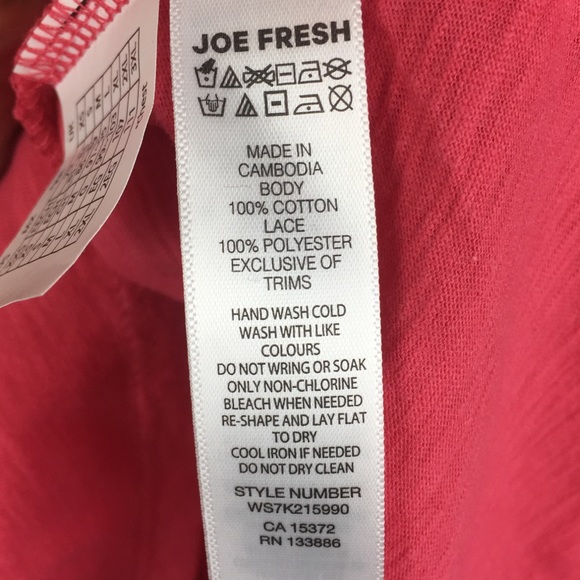 JOE FRESH
MADE IN
CAMBODIA
BODY
100% COTTON
LACE
100% POLYESTER
EXCLUSIVE OF
TRIMS
HAND WASH COLD
WASH WITH LIKE
COLOURS
DO NOT WRING OR SOAK
ONLY NON-CHLORINE
BLEACH WHEN NEEDED
RE-SHAPE AND LAY FLAT
TO DRY
COOL IRON IF NEEDED
DO NOT DRY CLEAN
STYLE NUMBER
WS7K215990
CA 15372
RN 133886